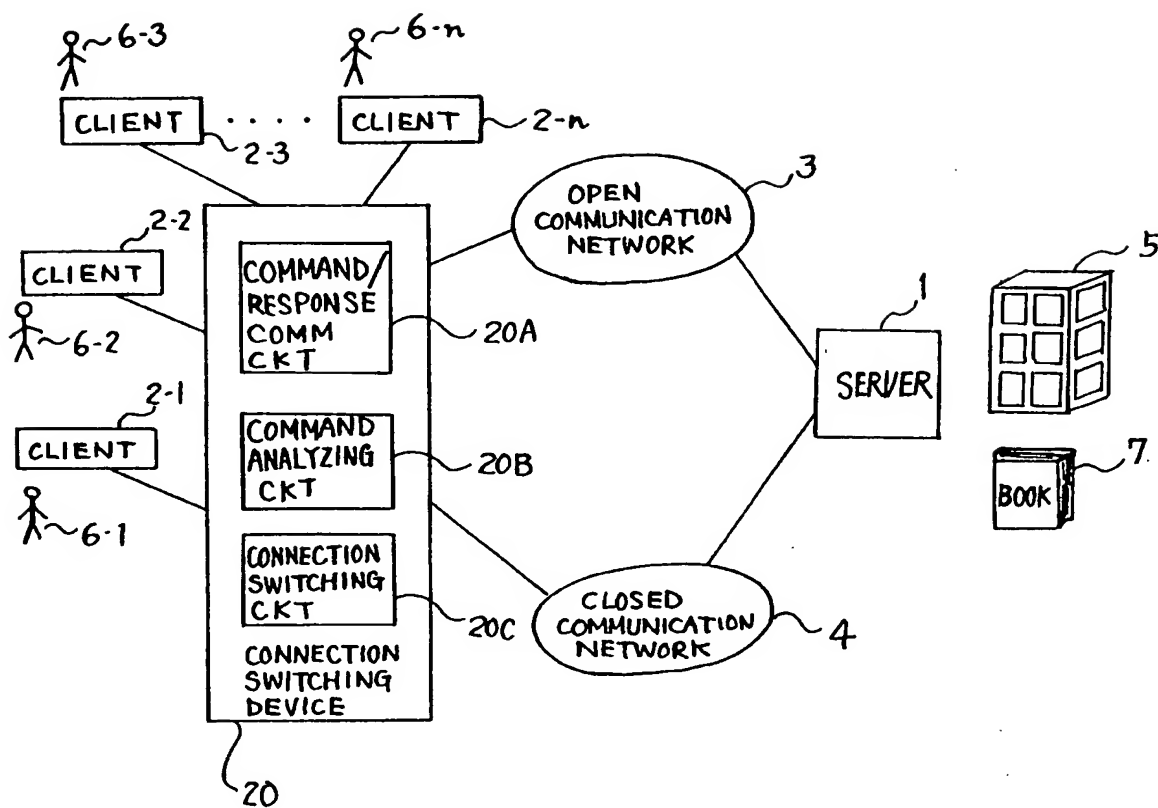 6-3
6-n
CLIENT
. . . .
CLIENT
2-3
2-n
3
OPEN
COMMUNICATION
NETWORK
2-2
CLIENT
6-2
COMMAND/
RESPONSE
COMM
CKT
20A
5
1
SERVER
2-1
CLIENT
6-1
COMMAND
ANALYZING
CKT
20B
7
BOOK
CONNECTION
SWITCHING
CKT
20C
CLOSED
COMMUNICATION
NETWORK
4
CONNECTION
SWITCHING
DEVICE
20